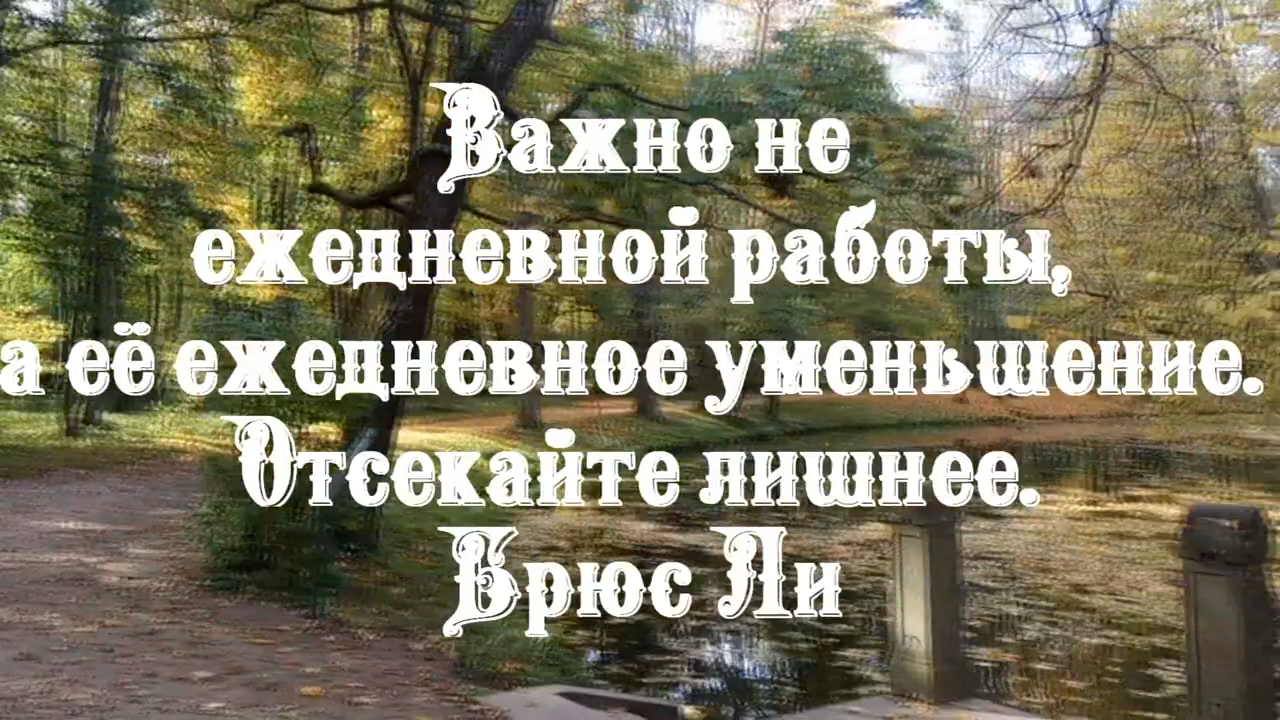 Важно не
ежедневной работы,
а её ежедневное уменьшение.
Отсекайте лишнее.
Брюс Ли